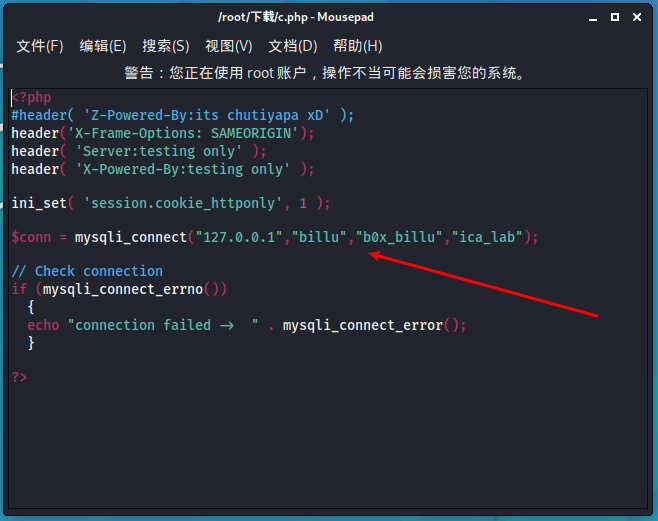 /root/下载/c.php - Mousepad
文件(F) 编辑(E) 搜索(S) 视图(V) 文档(D) 帮助(H)
警告：您正在使用 root 账户，操作不当可能会损害您的系统。
<?php
#header( 'Z-Powered-By:its chutiyapa xD' );
header('X-Frame-Options: SAMEORIGIN');
header( 'Server:testing only' );
header( 'X-Powered-By:testing only' );
ini_set( 'session.cookie_httponly', 1 );
$conn = mysqli_connect("127.0.0.1","billu","b0x_billu","ica_lab");
// Check connection
if (mysqli_connect_errno())
{
echo "connection failed ->  " . mysqli_connect_error();
}
?>